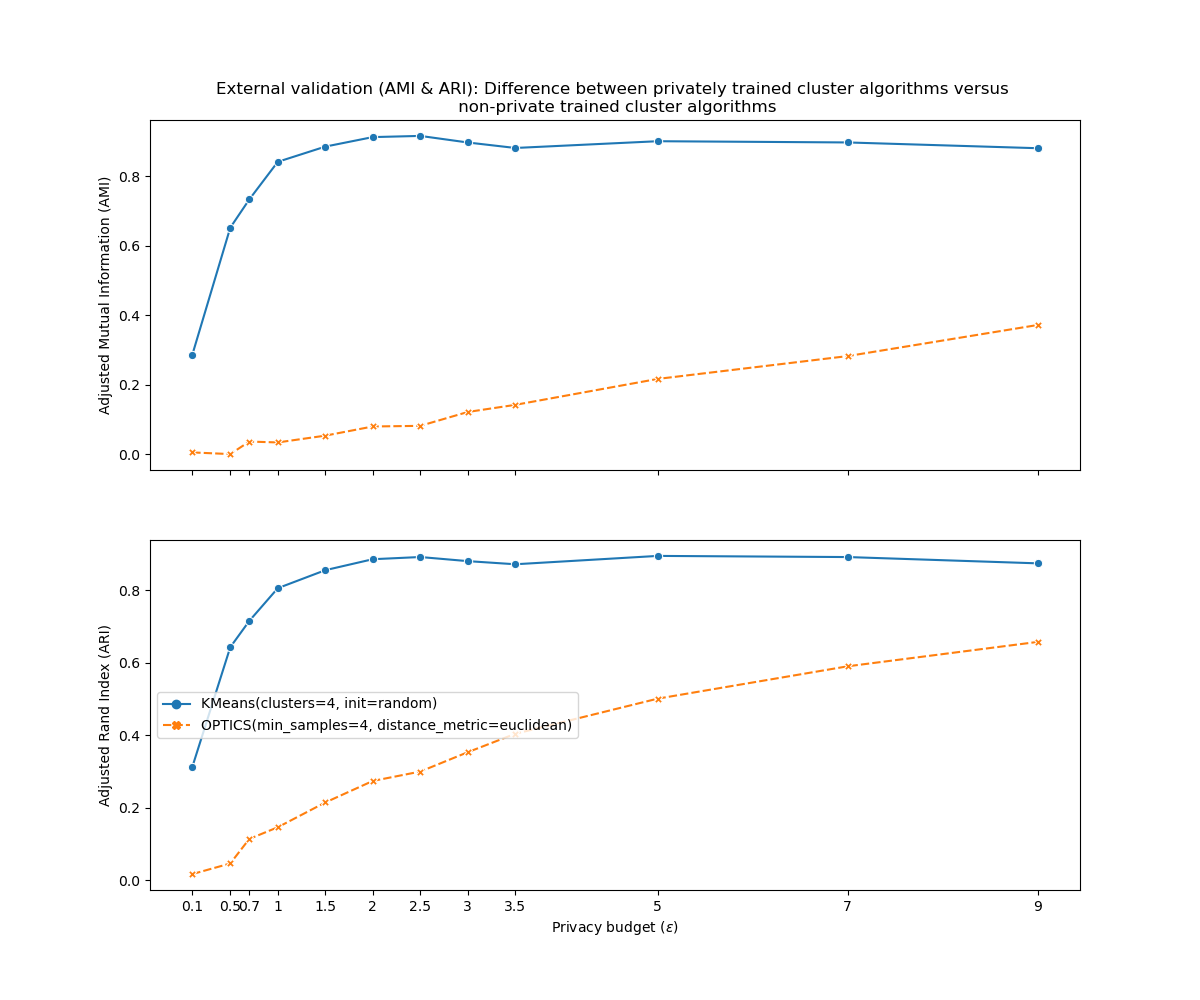 External validation (AMI & ARI): Difference between privately trained cluster algorithms versus
non-private trained cluster algorithms
Adjusted Mutual Information (AMI)
0.8
0.6
0.4
0.2
0.0
Adjusted Rand Index (ARI)
0.8
0.6
0.4
0.2
0.0
KMeans(clusters=4, init=random)
OPTICS(min_samples=4, distance_metric=euclidean)
0.1 0.5 0.7 1 1.5 2 2.5 3 3.5 5 7 9
Privacy budget (ε)